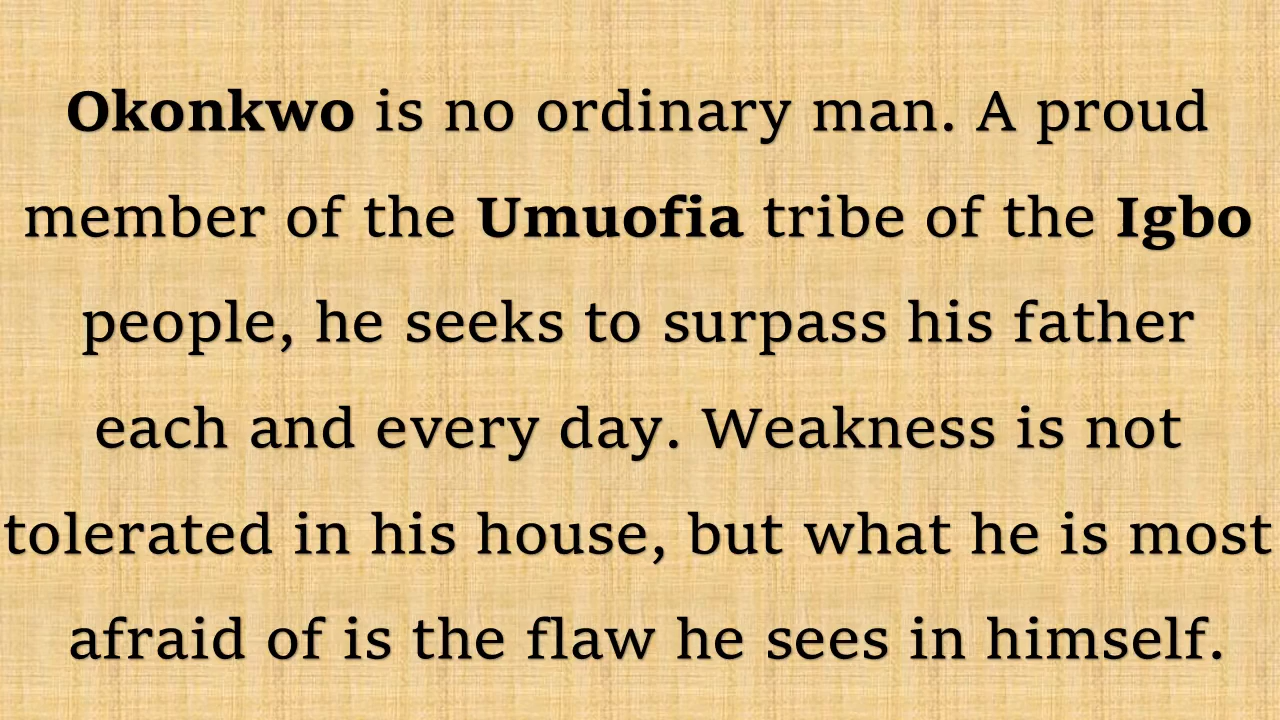 Okonkwo is no ordinary man. A proud
member of the Umuofia tribe of the Igbo
people, he seeks to surpass his father
each and every day. Weakness is not
tolerated in his house, but what he is most
afraid of is the flaw he sees in himself.